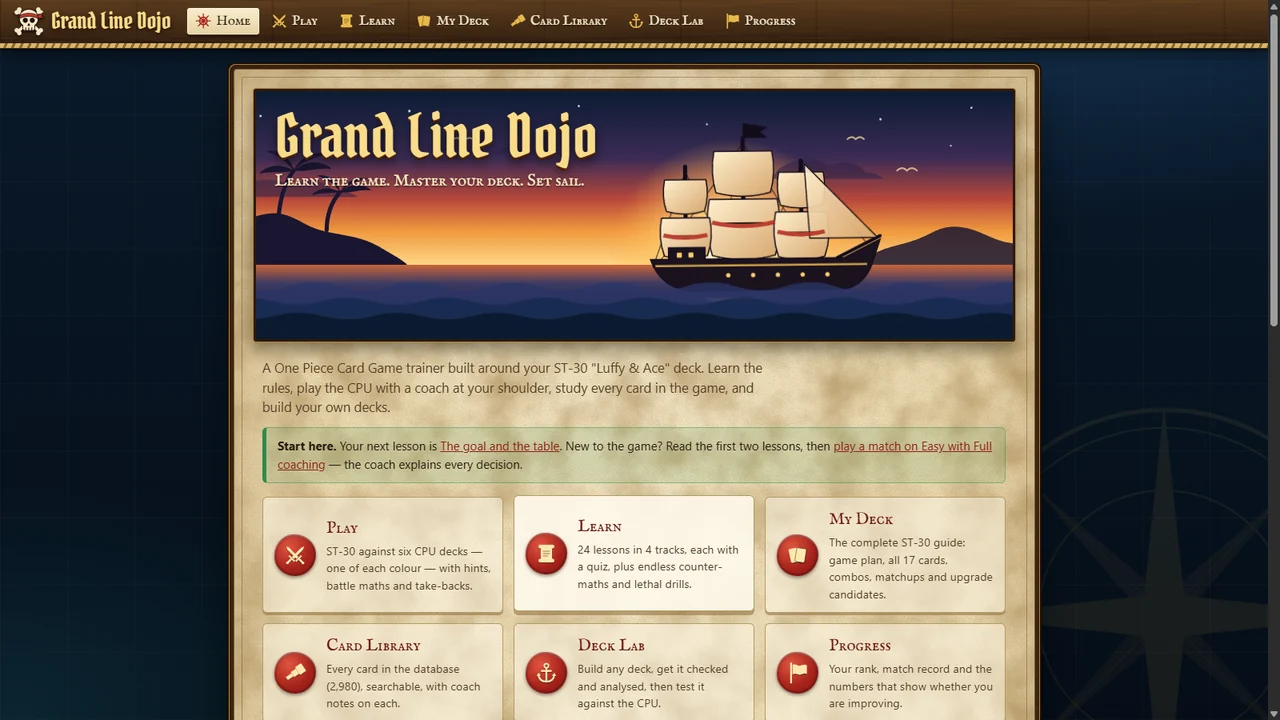 Grand Line Dojo
Home
Play
Learn
My Deck
Card Library
Deck Lab
Progress
Grand Line Dojo
Learn the game. Master your deck. Set sail.
A One Piece Card Game trainer built around your ST-30 "Luffy & Ace" deck. Learn the
rules, play the CPU with a coach at your shoulder, study every card in the game, and
build your own decks.
Start here. Your next lesson is The goal and the table. New to the game? Read the first two lessons, then play a match on Easy with Full
coaching — the coach explains every decision.
Play
ST-30 against six CPU decks —
one of each colour — with hints,
battle maths and take-backs.
Learn
24 lessons in 4 tracks, each with
a quiz, plus endless counter-
maths and lethal drills.
My Deck
The complete ST-30 guide:
game plan, all 17 cards,
combos, matchups and upgrade
candidates.
Card Library
Every card in the database
(2,980), searchable, with coach
notes on each.
Deck Lab
Build any deck, get it checked
and analysed, then test it
against the CPU.
Progress
Your rank, match record and the
numbers that show whether you
are improving.